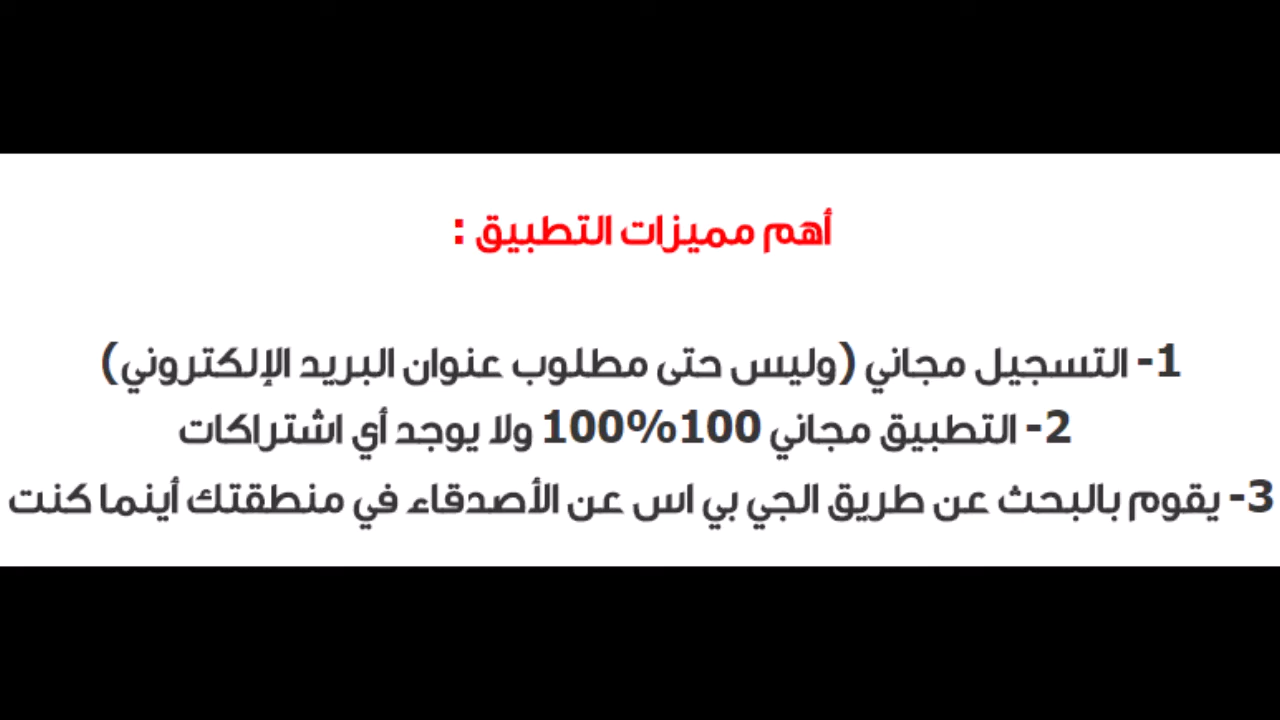 أهم مميزات التطبيق :
1- التسجيل مجاني (وليس حتى مطلوب عنوان البريد الإلكتروني)
2- التطبيق مجاني 100%100 ولا يوجد أي اشتراكات
3- يقوم بالبحث عن طريق الجي بي اس عن الأصدقاء في منطقتك أينما كنت